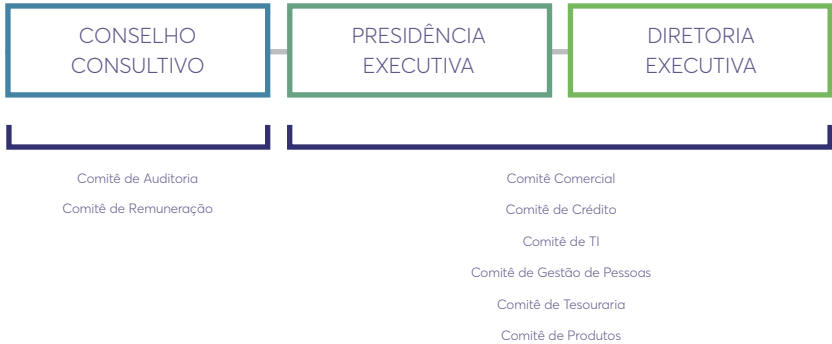 CONSELHO
CONSULTIVO
PRESIDÊNCIA
EXECUTIVA
DIRETORIA
EXECUTIVA
Comitê de Auditoria
Comitê de Remuneração
Comitê Comercial
Comitê de Crédito
Comitê de TI
Comitê de Gestão de Pessoas
Comitê de Tesouraria
Comitê de Produtos